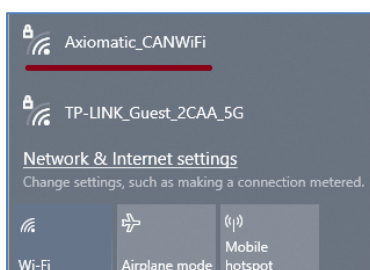 Axiomatic_CANWiFi
TP-LINK_Guest_2CAA_5G
Network & Internet settings
Change settings, such as making a connection metered.
Wi-Fi
Airplane mode
Mobile
hotspot